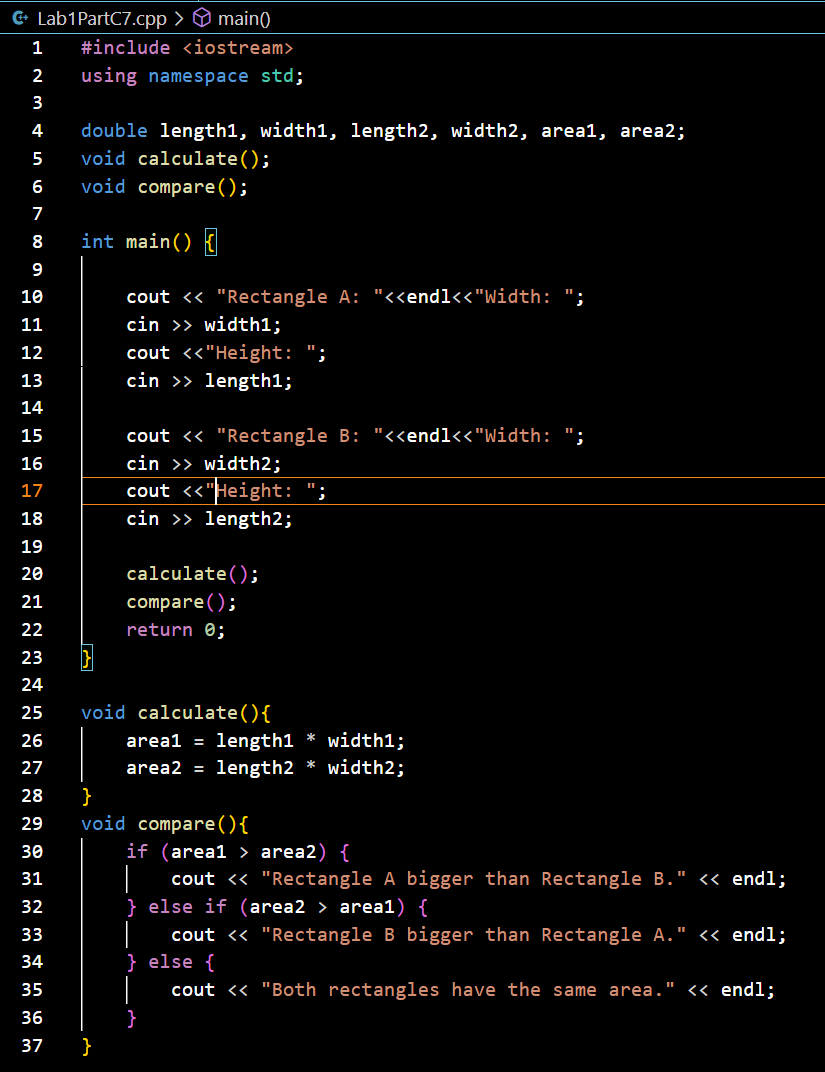 Lab1PartC7.cpp > main()
1 #include <iostream>
2 using namespace std;
3
4 double length1, width1, length2, width2, area1, area2;
5 void calculate();
6 void compare();
7
8 int main() {
9
10 cout << "Rectangle A: "<<endl<<"Width: ";
11 cin >> width1;
12 cout <<"Height: ";
13 cin >> length1;
14
15 cout << "Rectangle B: "<<endl<<"Width: ";
16 cin >> width2;
17 cout <<"Height: ";
18 cin >> length2;
19
20 calculate();
21 compare();
22 return 0;
23 }
24
25 void calculate(){
26 area1 = length1 * width1;
27 area2 = length2 * width2;
28 }
29 void compare(){
30 if (area1 > area2) {
31 cout << "Rectangle A bigger than Rectangle B." << endl;
32 } else if (area2 > area1) {
33 cout << "Rectangle B bigger than Rectangle A." << endl;
34 } else {
35 cout << "Both rectangles have the same area." << endl;
36 }
37 }